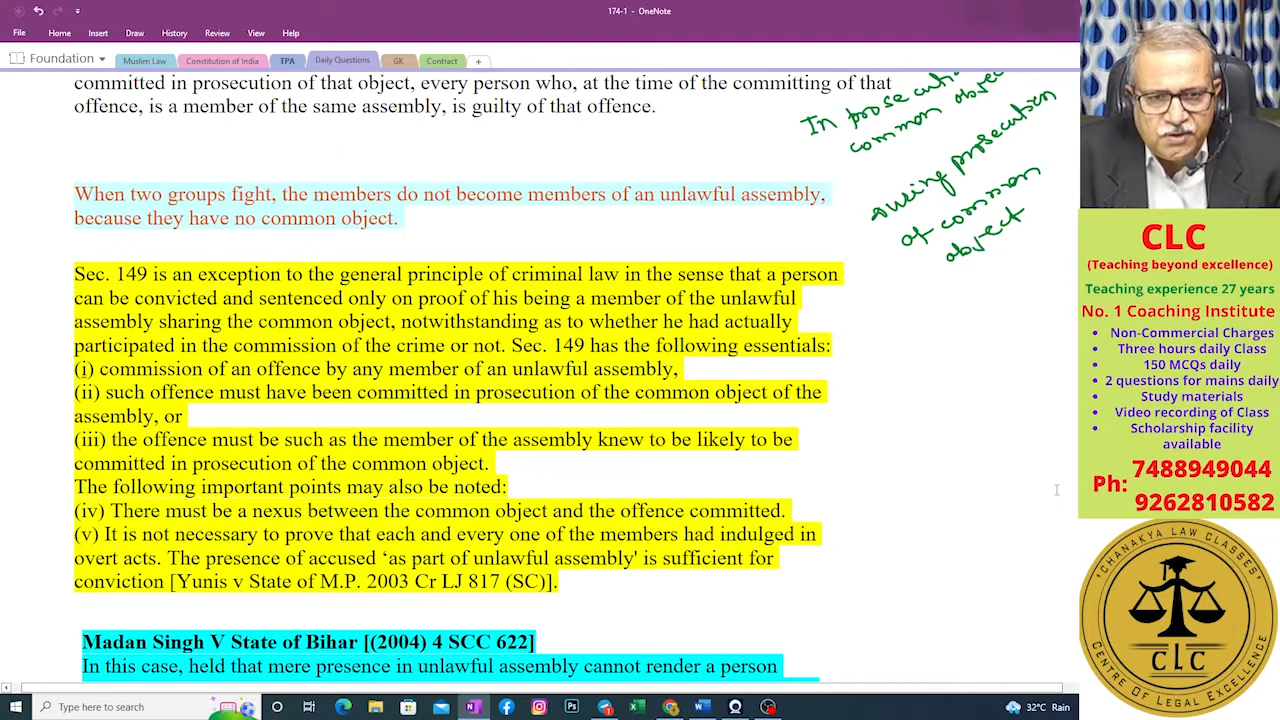 174-1 - OneNote
File Home Insert Draw History Review View Help
Foundation Muslim Law Constitution of India TPA Daily Questions GK Contract +
committed in prosecution of that object, every person who, at the time of the committing of that
offence, is a member of the same assembly, is guilty of that offence.
In prosecution
common object
during prosecution
of common
object
When two groups fight, the members do not become members of an unlawful assembly,
because they have no common object.
Sec. 149 is an exception to the general principle of criminal law in the sense that a person
can be convicted and sentenced only on proof of his being a member of the unlawful
assembly sharing the common object, notwithstanding as to whether he had actually
participated in the commission of the crime or not. Sec. 149 has the following essentials:
(i) commission of an offence by any member of an unlawful assembly,
(ii) such offence must have been committed in prosecution of the common object of the
assembly, or
(iii) the offence must be such as the member of the assembly knew to be likely to be
committed in prosecution of the common object.
The following important points may also be noted:
(iv) There must be a nexus between the common object and the offence committed.
(v) It is not necessary to prove that each and every one of the members had indulged in
overt acts. The presence of accused ‘as part of unlawful assembly' is sufficient for
conviction [Yunis v State of M.P. 2003 Cr LJ 817 (SC)].
Madan Singh V State of Bihar [(2004) 4 SCC 622]
In this case, held that mere presence in unlawful assembly cannot render a person
CLC
(Teaching beyond excellence)
Teaching experience 27 years
No. 1 Coaching Institute
• Non-Commercial Charges
• Three hours daily Class
• 150 MCQs daily
• 2 questions for mains daily
• Study materials
• Video recording of Class
• Scholarship facility
available
Ph: 7488949044
9262810582
"CHANAKYA LAW CLASSES"
CLC
CENTRE OF LEGAL EXCELLENCE
Type here to search
32°C Rain